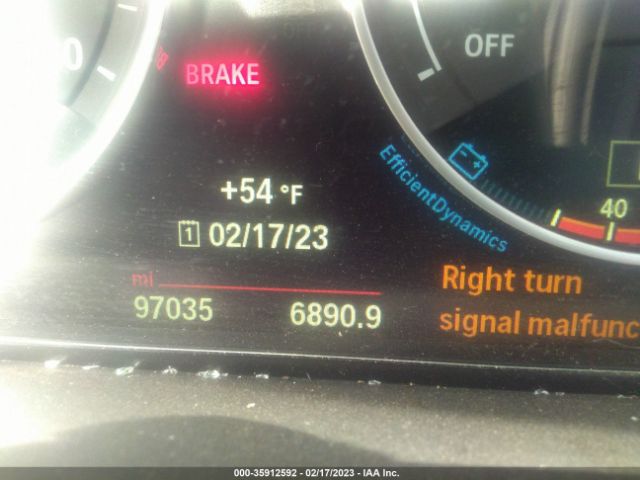 OFF
BRAKE
EfficientDynamics
+54 °F
1 02/17/23
40
mi
97035 6890.9
Right turn
signal malfunc
000-35912592 - 02/17/2023 - IAA Inc.